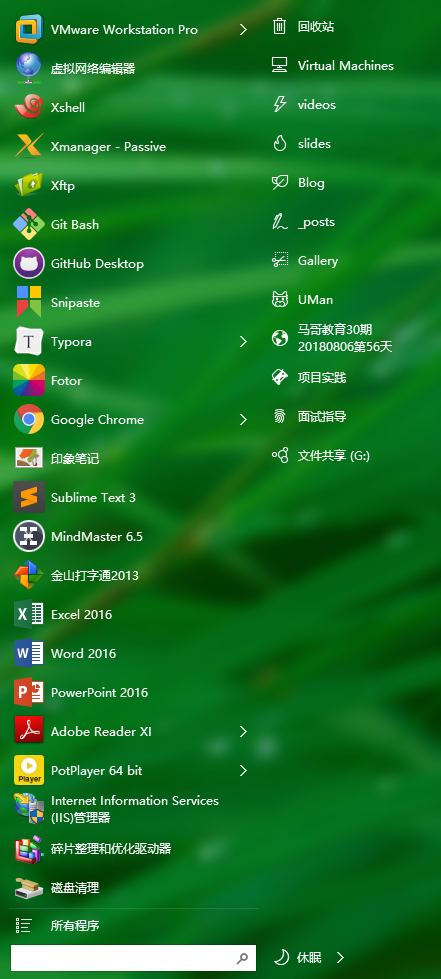 VMware Workstation Pro
虚拟网络编辑器
Xshell
Xmanager - Passive
Xftp
Git Bash
GitHub Desktop
Snipaste
T
Typora
Fotor
Google Chrome
印象笔记
S
Sublime Text 3
MindMaster 6.5
金山打字通2013
X
Excel 2016
W
Word 2016
P
PowerPoint 2016
Adobe Reader XI
Player
PotPlayer 64 bit
Internet Information Services
(IIS)管理器
碎片整理和优化驱动器
磁盘清理
所有程序
回收站
Virtual Machines
videos
slides
Blog
_posts
Gallery
UMan
马哥教育30期
20180806第56天
项目实践
面试指导
文件共享 (G:)
休眠